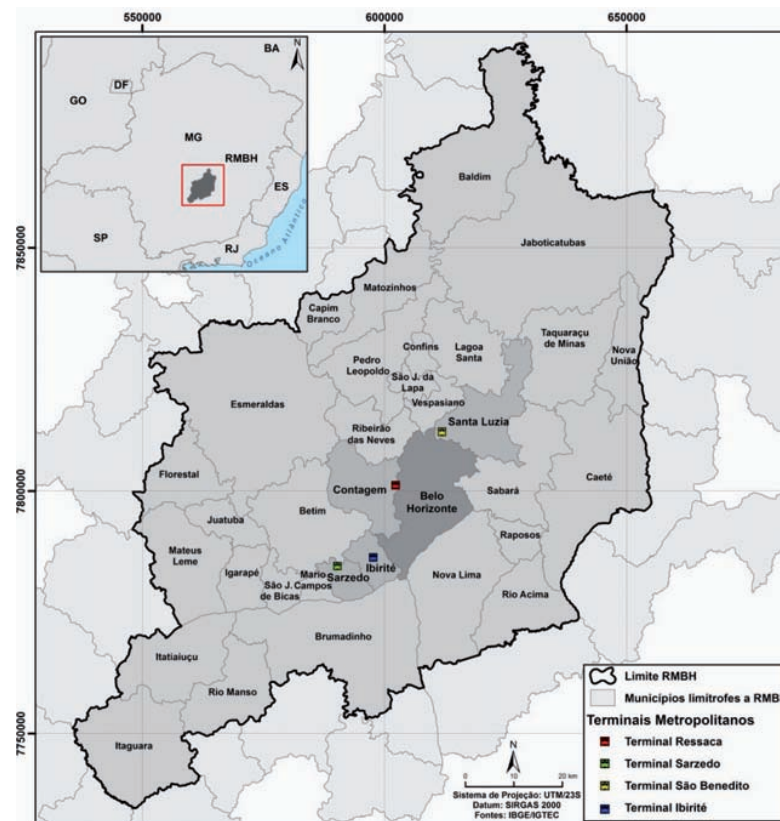 550000
600000
650000
N
BA
GO
DF
MG
RMBH
ES
SP
RJ
Oceano Atlântico
7850000
7800000
7750000
Baldim
Jaboticatubas
Matozinhos
Capim
Branco
Taquaraçu
de Minas
Nova
União
Confins
Lagoa
Santa
Pedro
Leopoldo
São J. da
Lapa
Esmeraldas
Vespasiano
Santa Luzia
Ribeirão
das Neves
Florestal
Contagem
Belo
Horizonte
Sabará
Caeté
Juatuba
Betim
Raposos
Mateus
Leme
Igarapé
São J.
de Bicas
Mario
Campos
Sarzedo
Ibirité
Nova Lima
Rio Acima
Brumadinho
Itatiaiuçu
Rio Manso
Itaguara
N
0 10 20 km
Sistema de Projeção: UTM/23S
Datum: SIRGAS 2000
Fontes: IBGE/IGTEC
Limite RMBH
Municípios limítrofes a RMB
Terminais Metropolitanos
Terminal Ressaca
Terminal Sarzedo
Terminal São Benedito
Terminal Ibirité